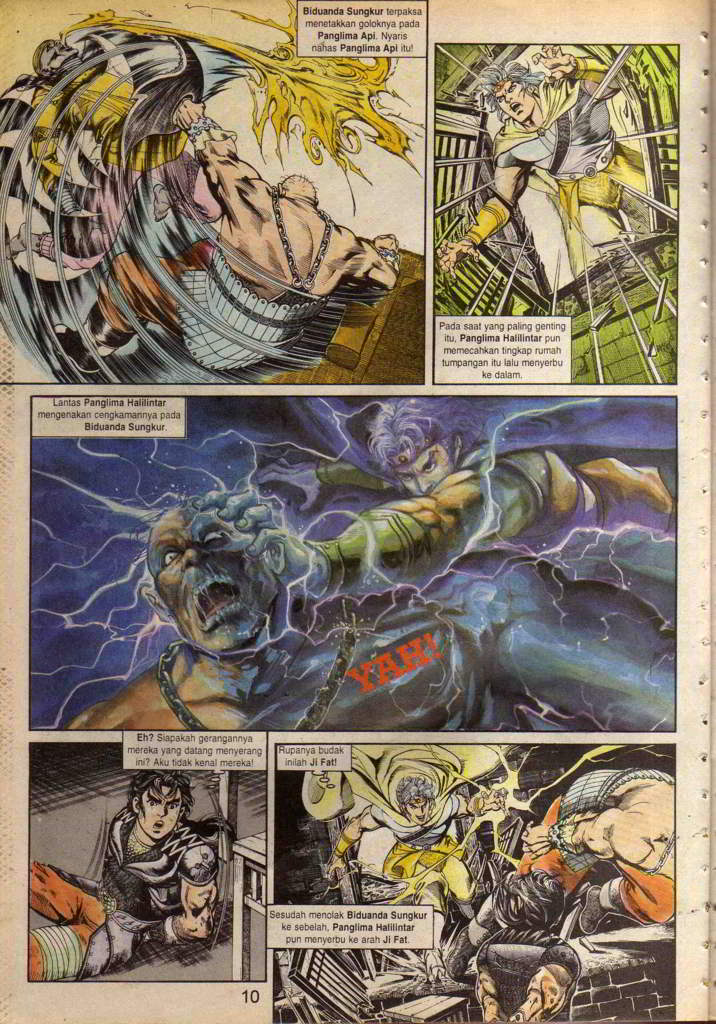 Biduanda Sungkur terpaksa
menetakkan goloknya pada
Panglima Api. Nyaris
nahas Panglima Api itu!
Pada saat yang paling genting
itu, Panglima Halilintar pun
memecahkan tingkap rumah
tumpangan itu lalu menyerbu
ke dalam.
Lantas Panglima Halilintar
mengenakan cengkamannya pada
Biduanda Sungkur.
YAH!
Eh? Siapakah gerangannya
mereka yang datang menyerang
ini? Aku tidak kenal mereka!
Rupanya budak
inilah Ji Fat!
Sesudah menolak Biduanda Sungkur
ke sebelah, Panglima Halilintar
pun menyerbu ke arah Ji Fat.
10